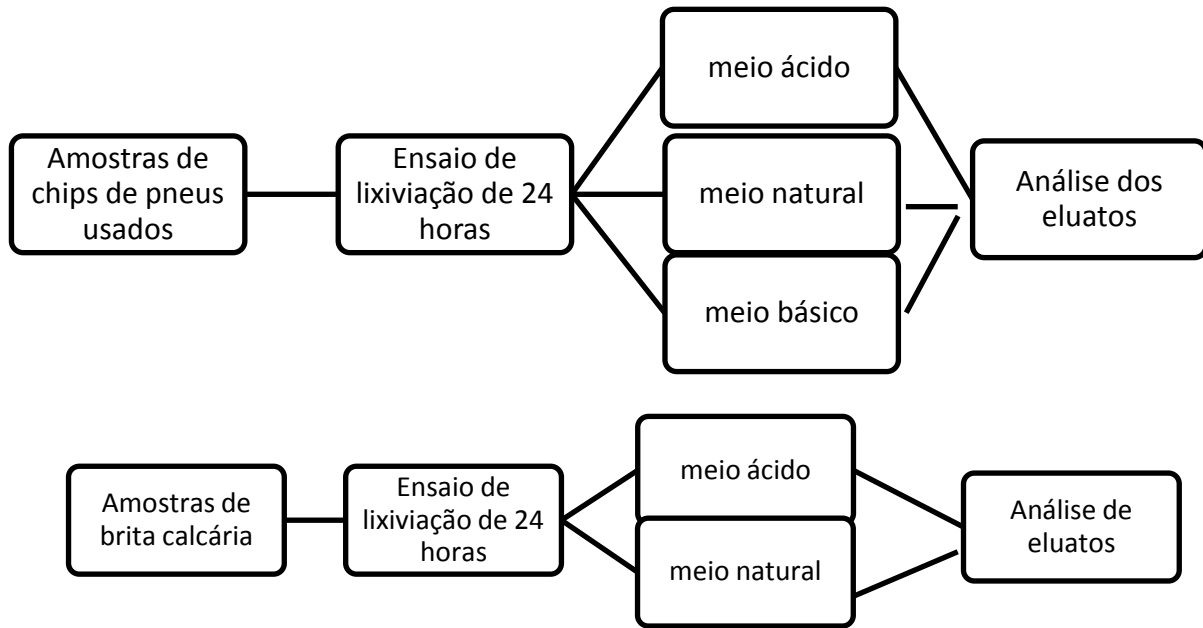 Amostras de
chips de pneus
usados
Ensaio de
lixiviação de 24
horas
meio ácido
meio natural
meio básico
Análise dos
eluatos
Amostras de
brita calcária
Ensaio de
lixiviação de 24
horas
meio ácido
meio natural
Análise de
eluatos